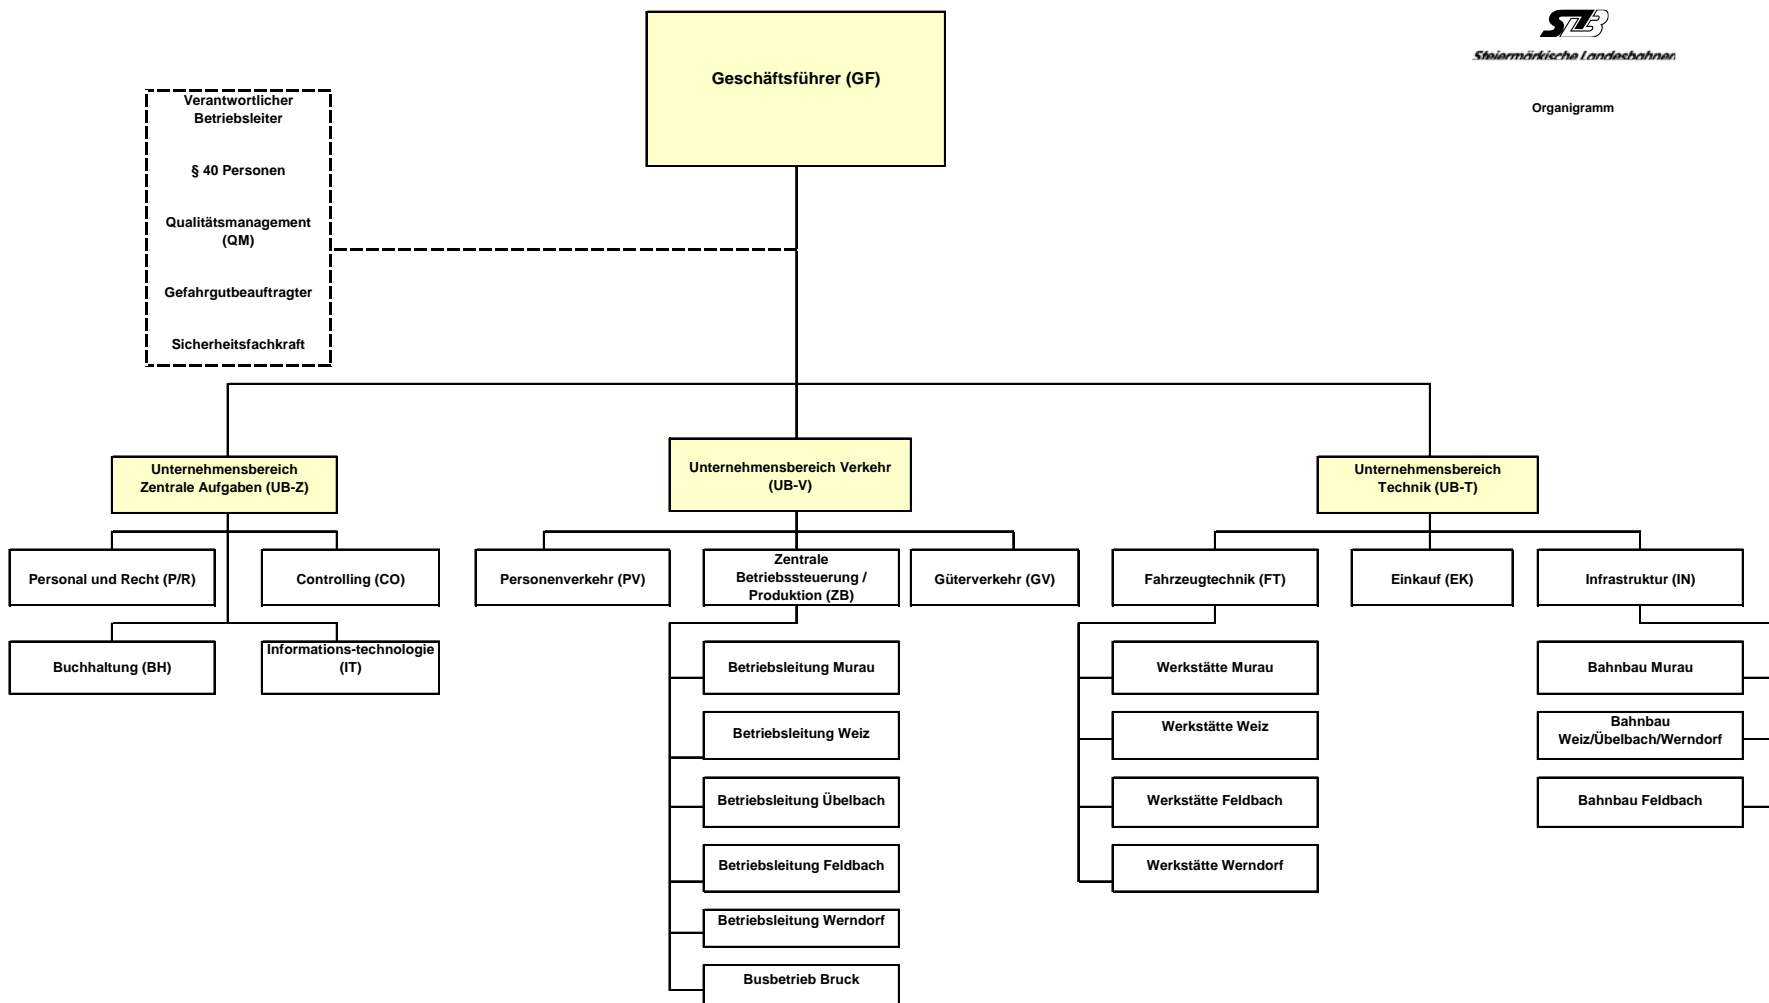 Steiermärkische Landesbahnen
Organigramm
Geschäftsführer (GF)
Verantwortlicher
Betriebsleiter
§ 40 Personen
Qualitätsmanagement
(QM)
Gefahrgutbeauftragter
Sicherheitsfachkraft
Unternehmensbereich
Zentrale Aufgaben (UB-Z)
Unternehmensbereich Verkehr
(UB-V)
Unternehmensbereich
Technik (UB-T)
Personal und Recht (P/R)
Controlling (CO)
Personenverkehr (PV)
Zentrale
Betriebssteuerung /
Produktion (ZB)
Güterverkehr (GV)
Fahrzeugtechnik (FT)
Einkauf (EK)
Infrastruktur (IN)
Buchhaltung (BH)
Informations-technologie
(IT)
Betriebsleitung Murau
Betriebsleitung Weiz
Betriebsleitung Übelbach
Betriebsleitung Feldbach
Betriebsleitung Werndorf
Busbetrieb Bruck
Werkstätte Murau
Werkstätte Weiz
Werkstätte Feldbach
Werkstätte Werndorf
Bahnbau Murau
Bahnbau
Weiz/Übelbach/Werndorf
Bahnbau Feldbach